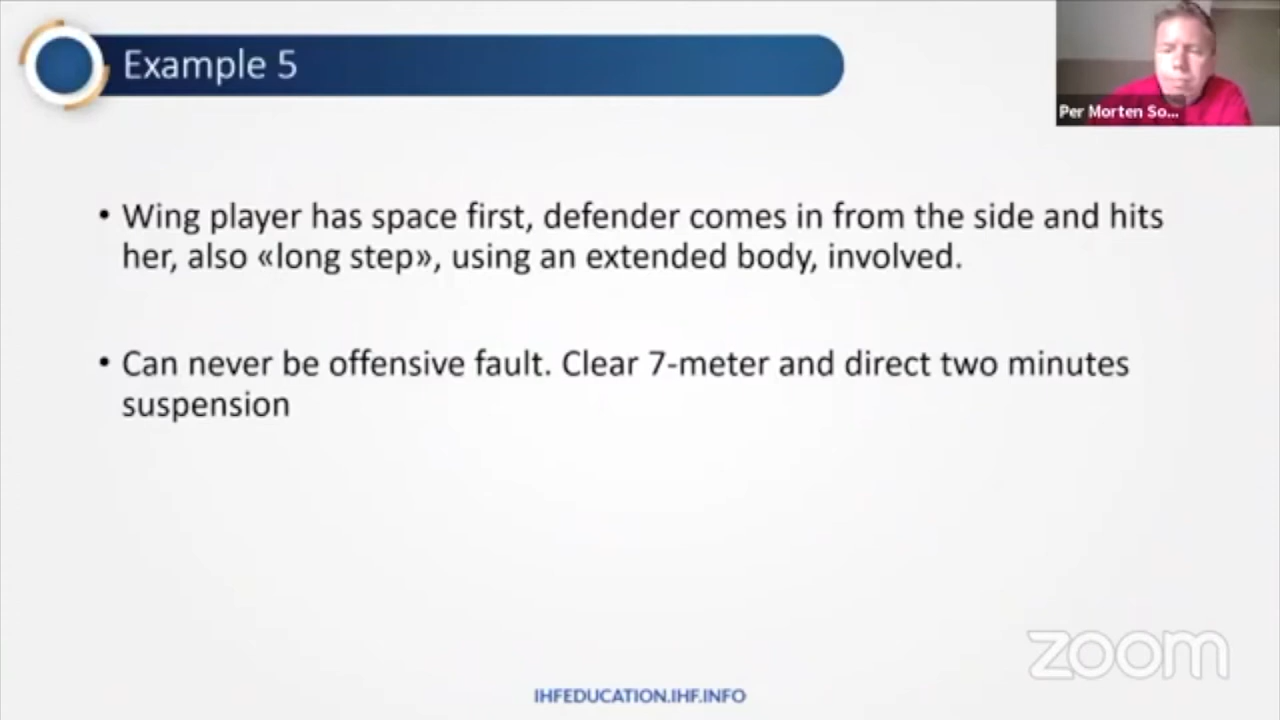 Example 5
Per Morten So...
• Wing player has space first, defender comes in from the side and hits
her, also «long step», using an extended body, involved.
• Can never be offensive fault. Clear 7-meter and direct two minutes
suspension
zoom
IHFEDUCATION.IHF.INFO